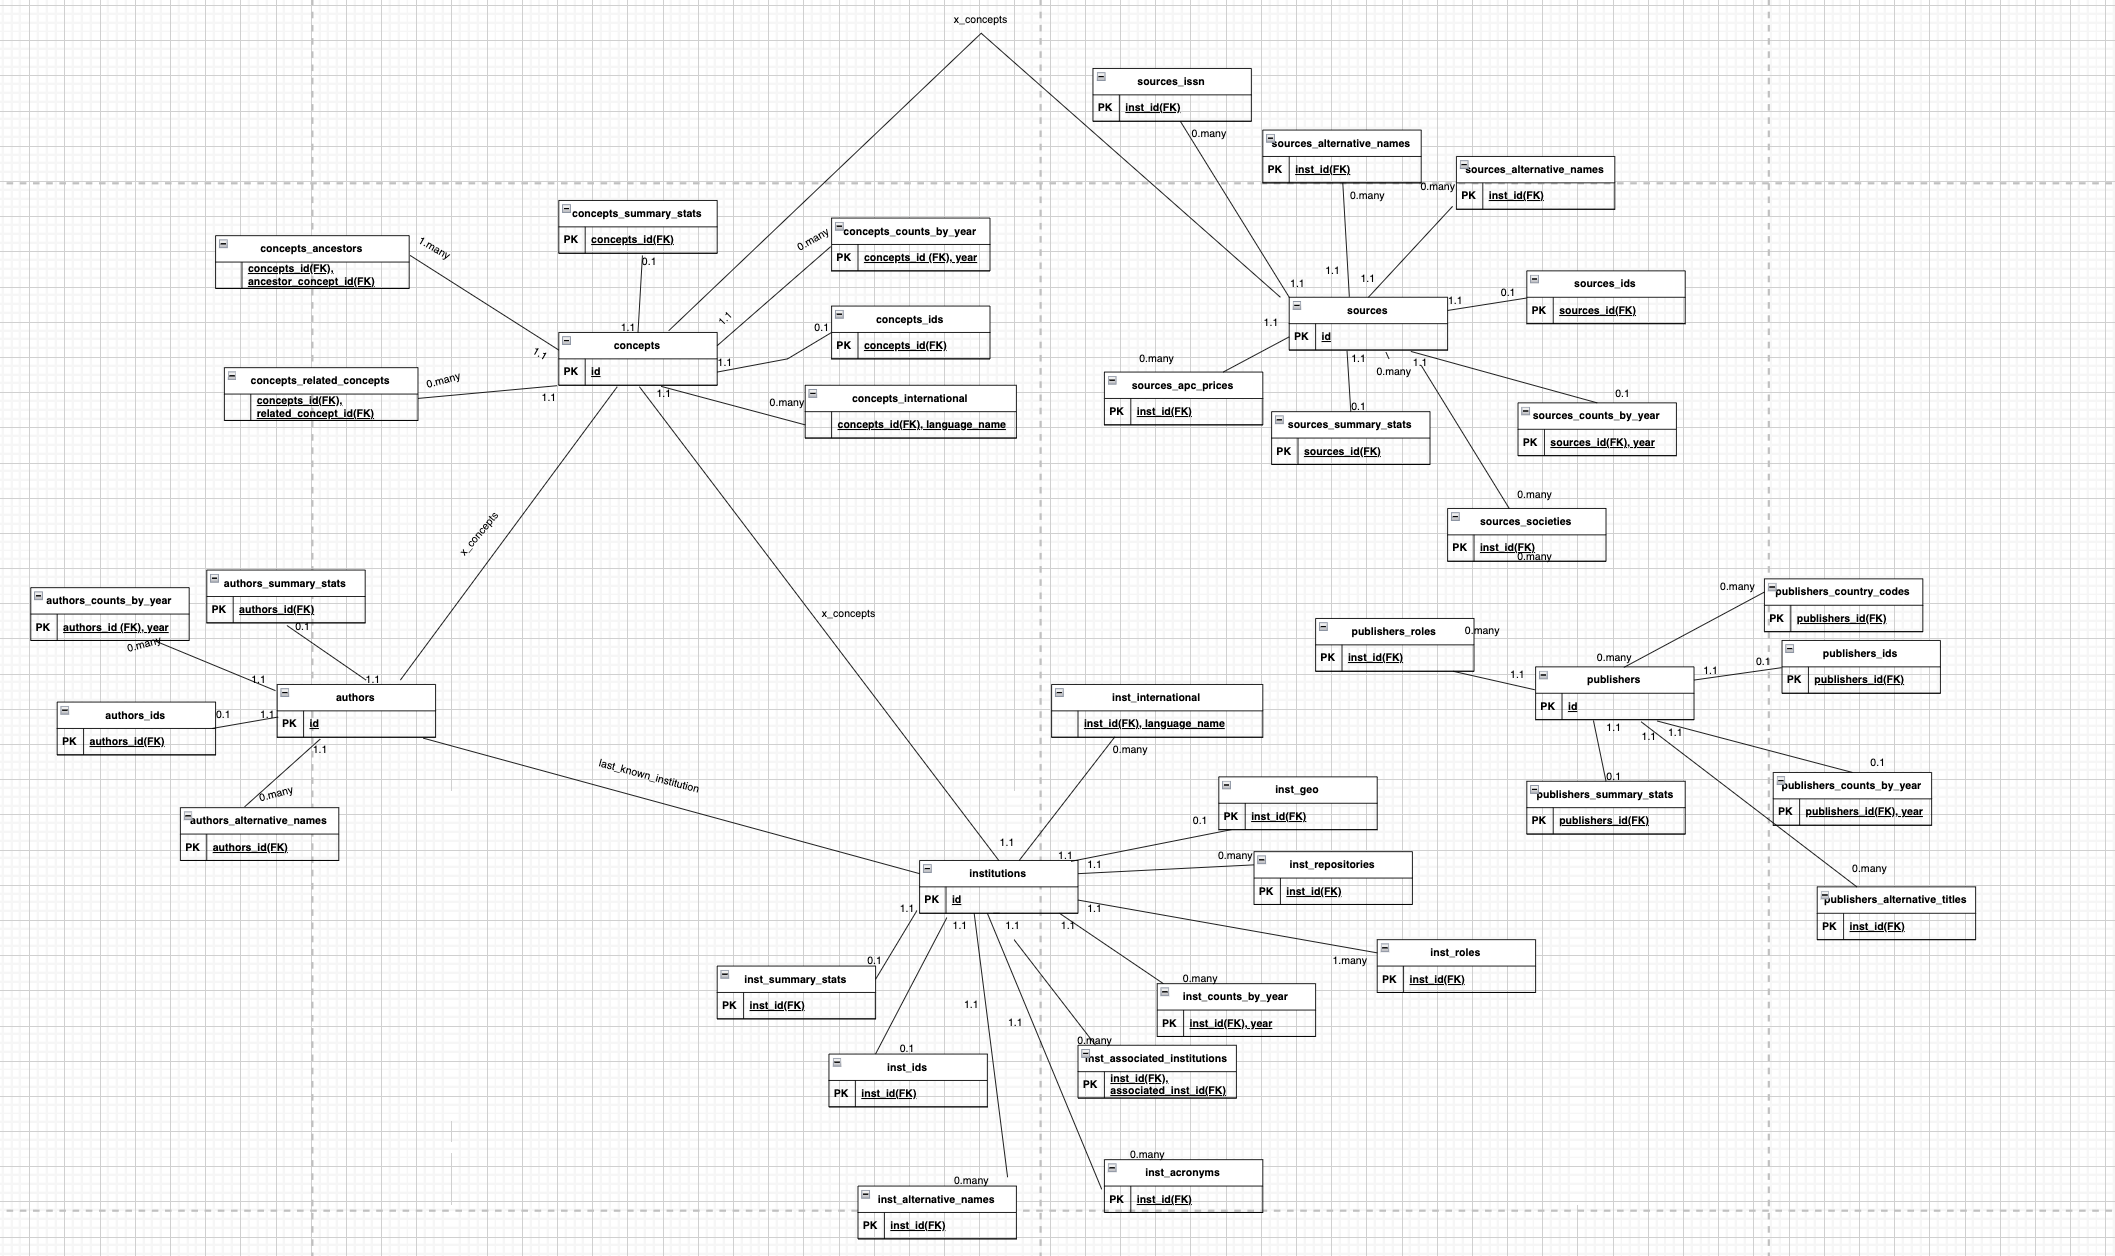 x_concepts
sources_issn
PK inst_id(FK)
0.many
sources_alternative_names
PK inst_id(FK)
0.many
sources_alternative_names
PK inst_id(FK)
0.many
concepts_summary_stats
PK concepts_id(FK)
0.1
concepts_counts_by_year
PK concepts_id (FK), year
0.many
concepts_ancestors
concepts_id(FK),
ancestor_concept_id(FK)
1.many
1.1
1.1
1.1
sources_ids
PK sources_id(FK)
0.1
1.1
sources
PK id
1.1
concepts_ids
PK concepts_id(FK)
0.1
1.1
1.1
concepts
PK id
1.1
1.1
1.1
1.1
concepts_related_concepts
concepts_id(FK),
related_concept_id(FK)
0.many
concepts_international
concepts_id(FK), language_name
0.many
sources_apc_prices
PK inst_id(FK)
0.many
1.1
0.many
1.1
sources_summary_stats
PK sources_id(FK)
0.1
sources_counts_by_year
PK sources_id(FK), year
0.1
0.many
sources_societies
PK inst_id(FK)
0.many
x_concepts
x_concepts
authors_counts_by_year
PK authors_id (FK), year
0.many
authors_summary_stats
PK authors_id(FK)
0.1
1.1
1.1
authors
PK id
authors_ids
PK authors_id(FK)
0.1
1.1
1.1
0.many
authors_alternative_names
PK authors_id(FK)
last_known_institution
publishers_country_codes
PK publishers_id(FK)
0.many
publishers_roles
PK inst_id(FK)
0.many
1.1
0.many
publishers
PK id
1.1
0.1
publishers_ids
PK publishers_id(FK)
1.1
1.1
1.1
0.1
publishers_summary_stats
PK publishers_id(FK)
0.1
publishers_counts_by_year
PK publishers_id(FK), year
0.many
publishers_alternative_titles
PK inst_id(FK)
inst_international
inst_id(FK), language_name
0.many
inst_geo
PK inst_id(FK)
0.1
1.1
1.1
1.1
institutions
PK id
0.many
inst_repositories
PK inst_id(FK)
1.1
1.1
1.1
1.1
1.1
1.many
inst_roles
PK inst_id(FK)
0.1
inst_summary_stats
PK inst_id(FK)
0.many
inst_counts_by_year
PK inst_id(FK), year
1.1
1.1
0.1
inst_ids
PK inst_id(FK)
0.many
inst_associated_institutions
PK inst_id(FK),
associated_inst_id(FK)
0.many
inst_acronyms
PK inst_id(FK)
0.many
inst_alternative_names
PK inst_id(FK)